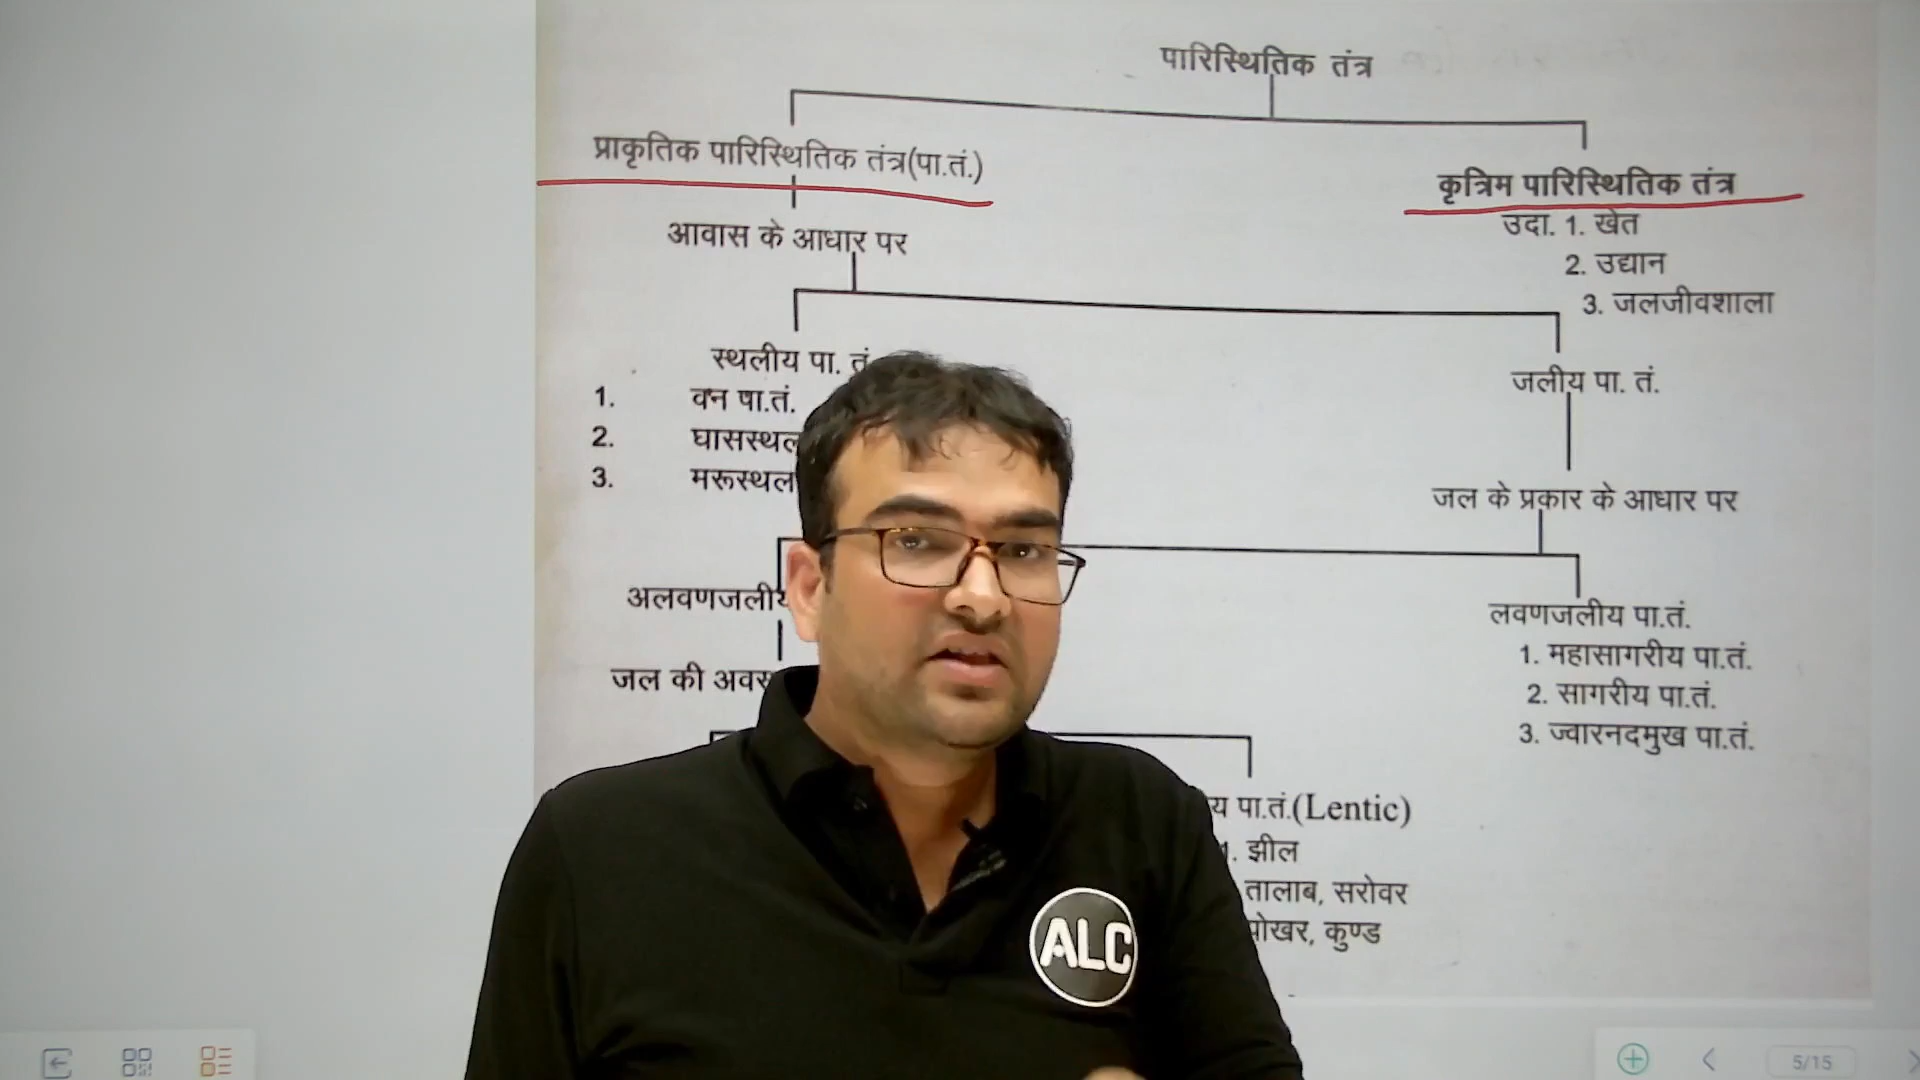 पारिस्थितिक तंत्र
प्राकृतिक पारिस्थितिक तंत्र(पा.तं.)
कृत्रिम पारिस्थितिक तंत्र
उदा. 1. खेत
2. उद्यान
3. जलजीवशाला
आवास के आधार पर
स्थलीय पा.
1. वन पा.तं.
2.
3.
जलीय पा. तं.
जल के प्रकार के आधार पर
लवणजलीय पा.तं.
1. महासागरीय पा.तं.
2. सागरीय पा.तं.
3. ज्वारनदमुख पा.तं.
जल की
पा.तं.(Lentic)
झील
तालाब, सरोवर
कुण्ड
ALC
5/15